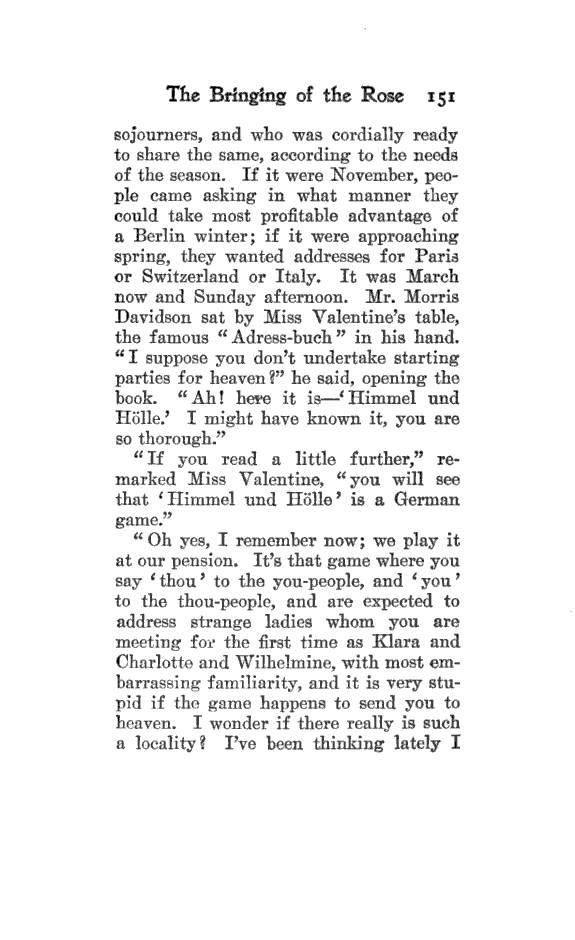 The Bringing of the Rose 151
sojourners, and who was cordially ready
to share the same, according to the needs
of the season. If it were November, peo-
ple came asking in what manner they
could take most profitable advantage of
a Berlin winter; if it were approaching
spring, they wanted addresses for Paris
or Switzerland or Italy. It was March
now and Sunday afternoon. Mr. Morris
Davidson sat by Miss Valentine's table,
the famous “Adress-buch” in his hand.
“I suppose you don't undertake starting
parties for heaven?” he said, opening the
book. “Ah! here it is—‘Himmel und
Hölle.’ I might have known it, you are
so thorough.”
“If you read a little further,” re-
marked Miss Valentine, “you will see
that ‘Himmel und Hölle’ is a German
game.”
“Oh yes, I remember now; we play it
at our pension. It's that game where you
say ‘thou’ to the you-people, and ‘you’
to the thou-people, and are expected to
address strange ladies whom you are
meeting for the first time as Klara and
Charlotte and Wilhelmine, with most em-
barrassing familiarity, and it is very stu-
pid if the game happens to send you to
heaven. I wonder if there really is such
a locality? I've been thinking lately I